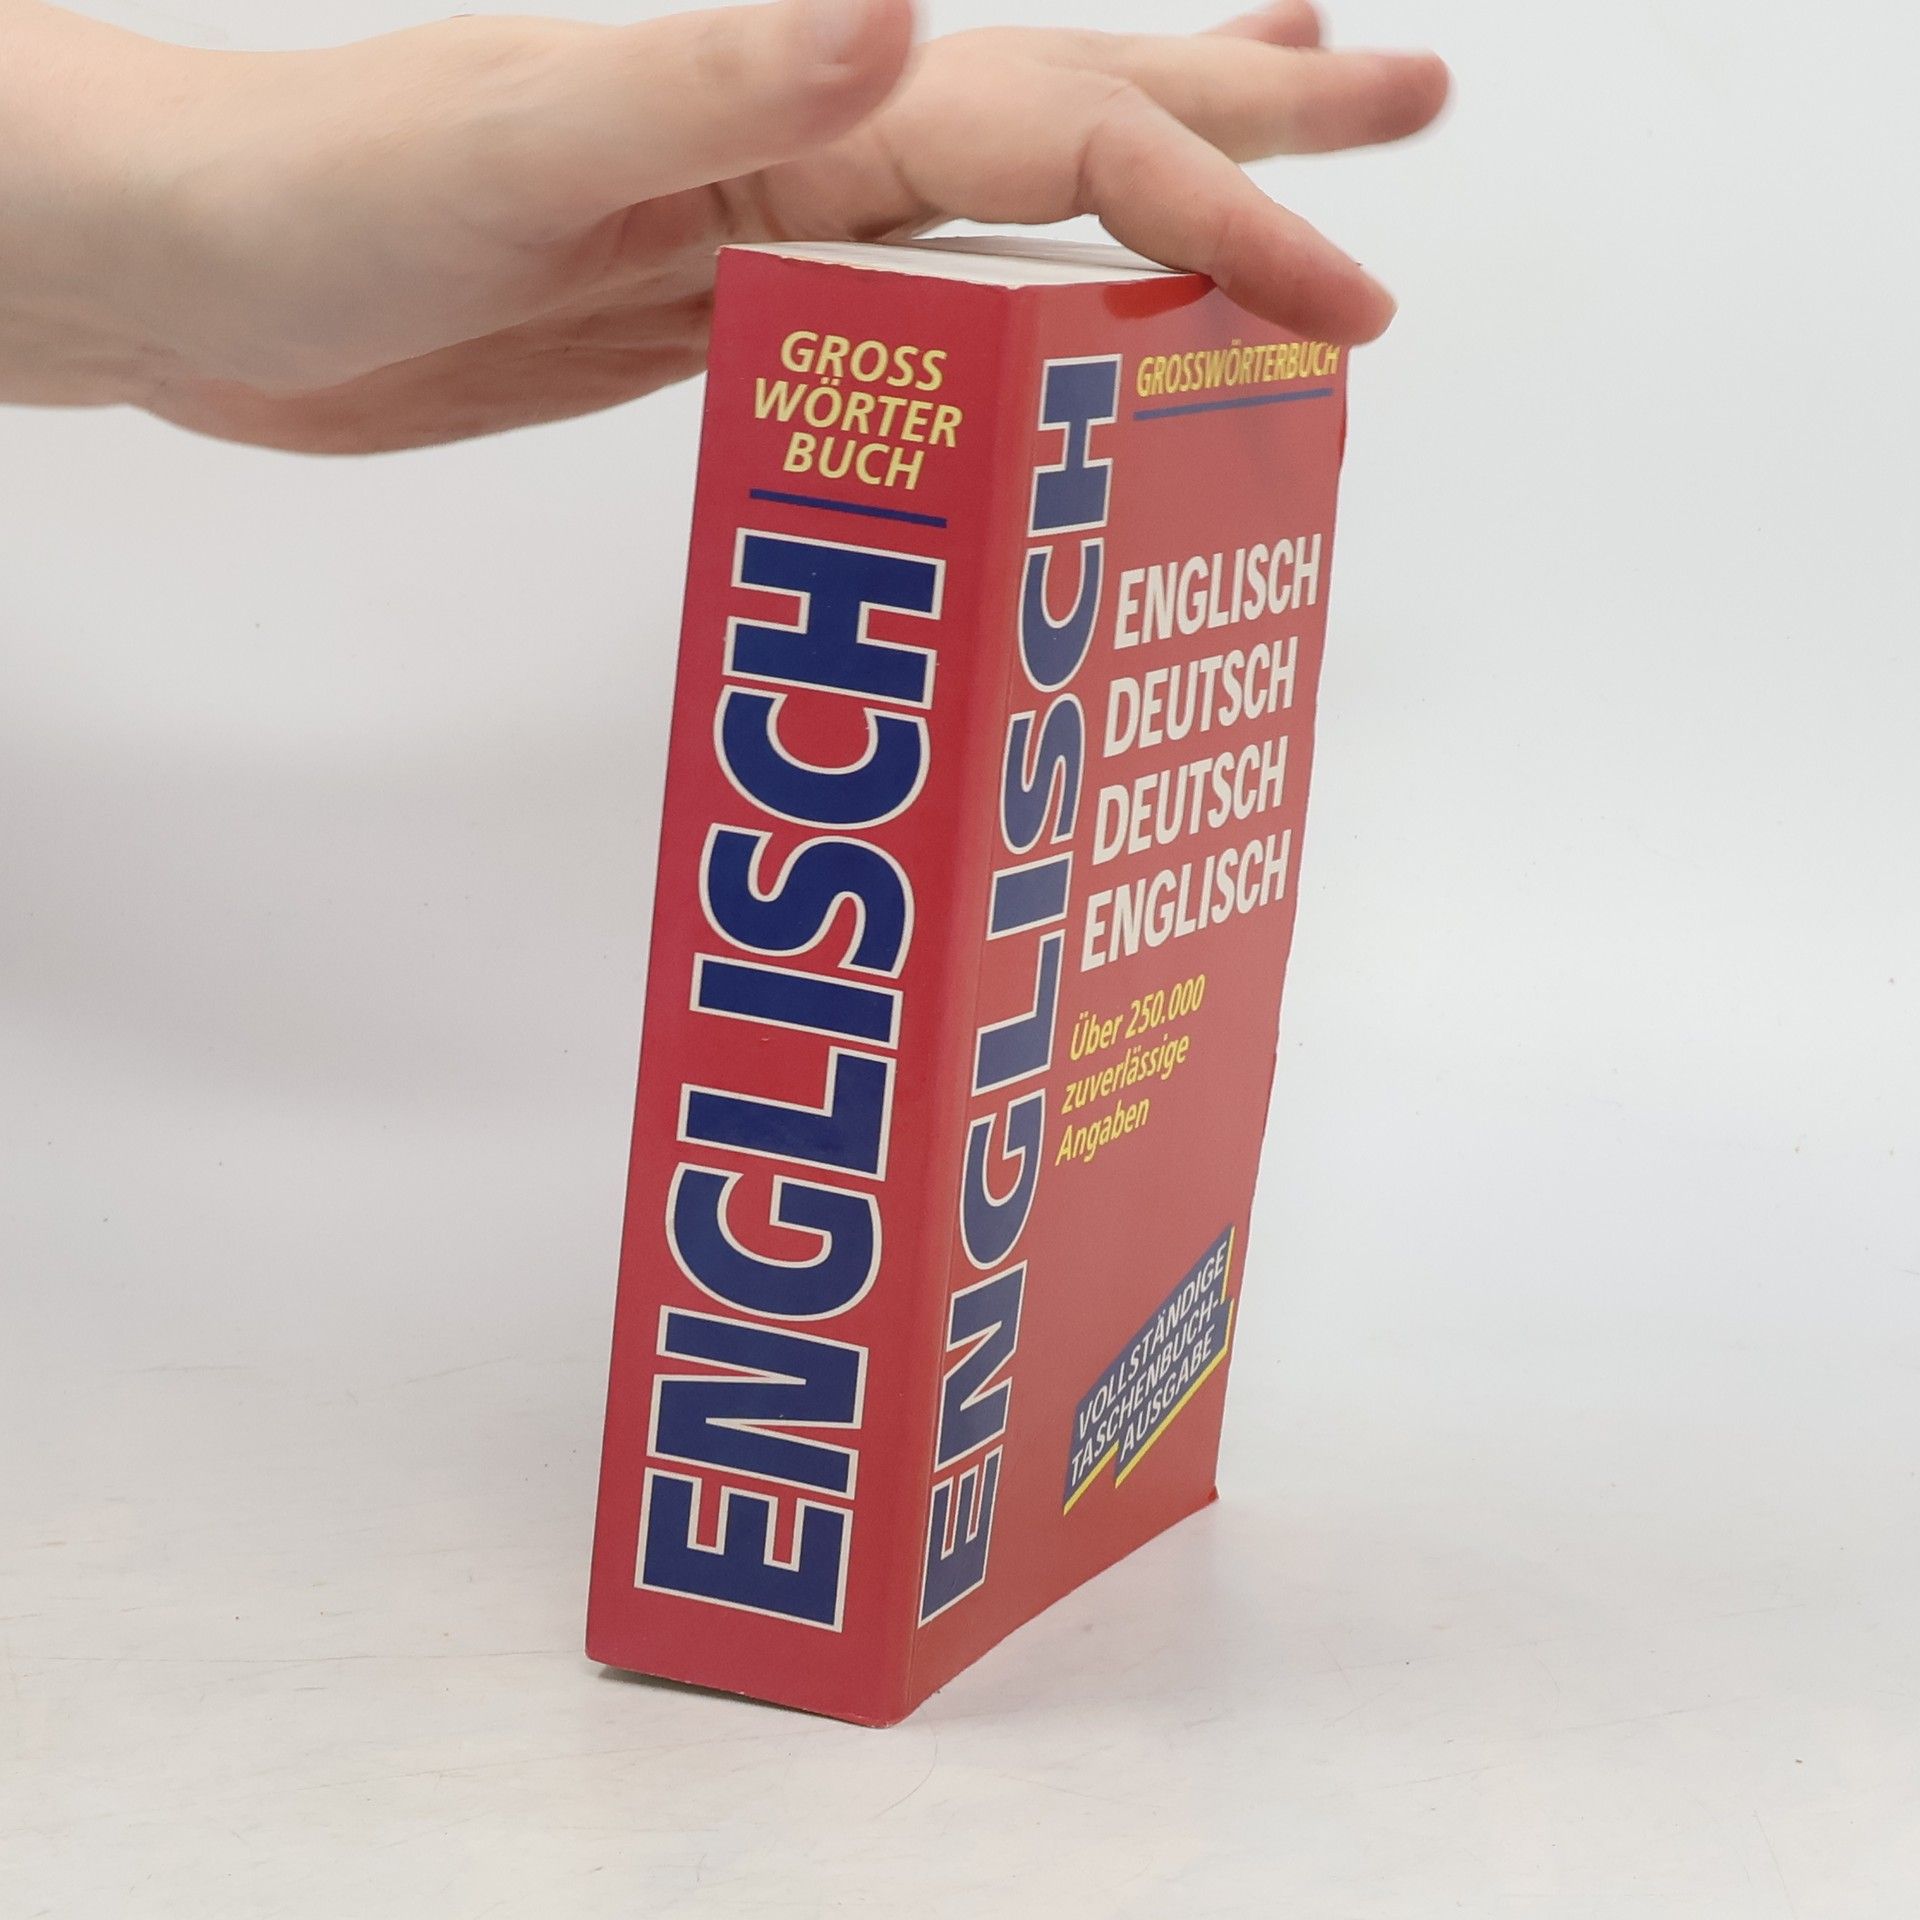 GROSS
WÖRTER
BUCH
ENGLISCH
GROSSWÖRTERBUCH
ENGLISCH
ENGLISCH
DEUTSCH
DEUTSCH
ENGLISCH
Über 250.000
zuverlässige
Angaben
VOLLSTÄNDIGE
TASCHENBUCH-
AUSGABE